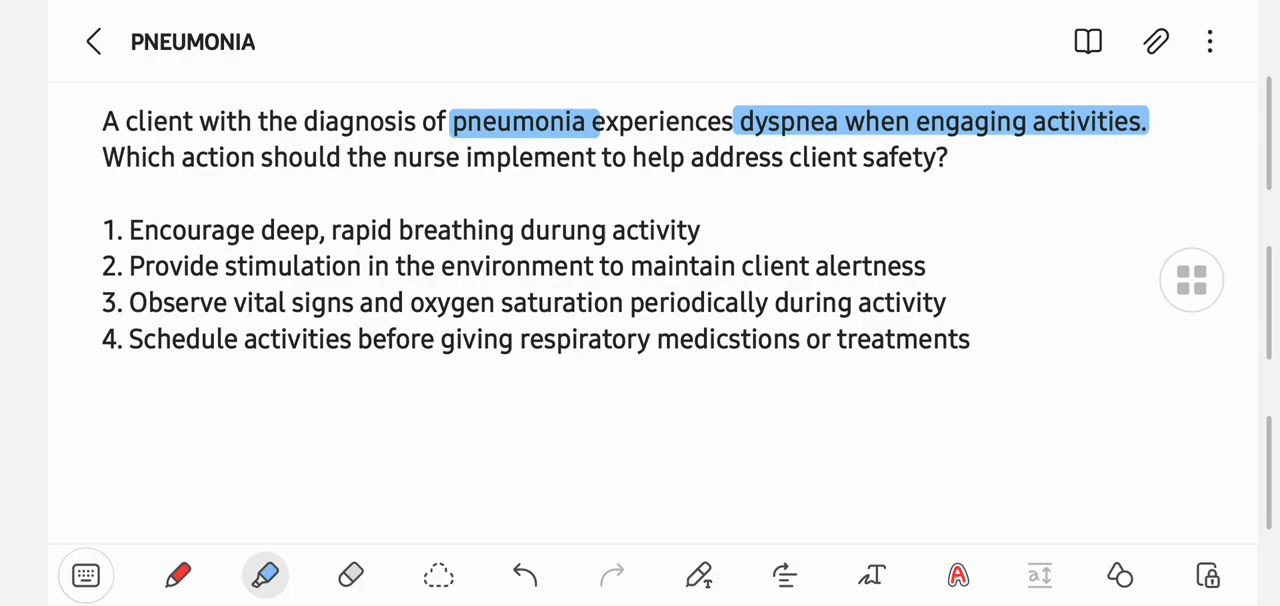 PNEUMONIA
A client with the diagnosis of pneumonia experiences dyspnea when engaging activities.
Which action should the nurse implement to help address client safety?
1. Encourage deep, rapid breathing durung activity
2. Provide stimulation in the environment to maintain client alertness
3. Observe vital signs and oxygen saturation periodically during activity
4. Schedule activities before giving respiratory medicstions or treatments